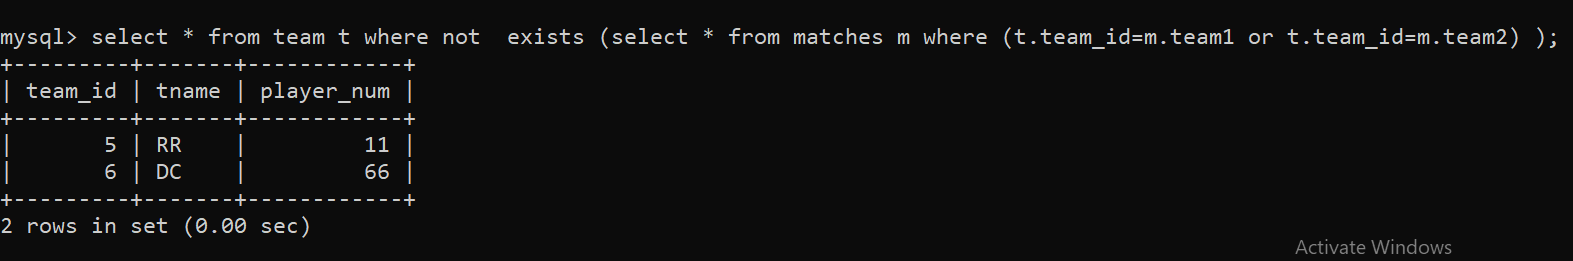 mysql> select * from team t where not  exists (select * from matches m where (t.team_id=m.team1 or t.team_id=m.team2) );
+---------+-------+------------+
| team_id | tname | player_num |
+---------+-------+------------+
|       5 | RR    |         11 |
|       6 | DC    |         66 |
+---------+-------+------------+
2 rows in set (0.00 sec)
Activate Windows